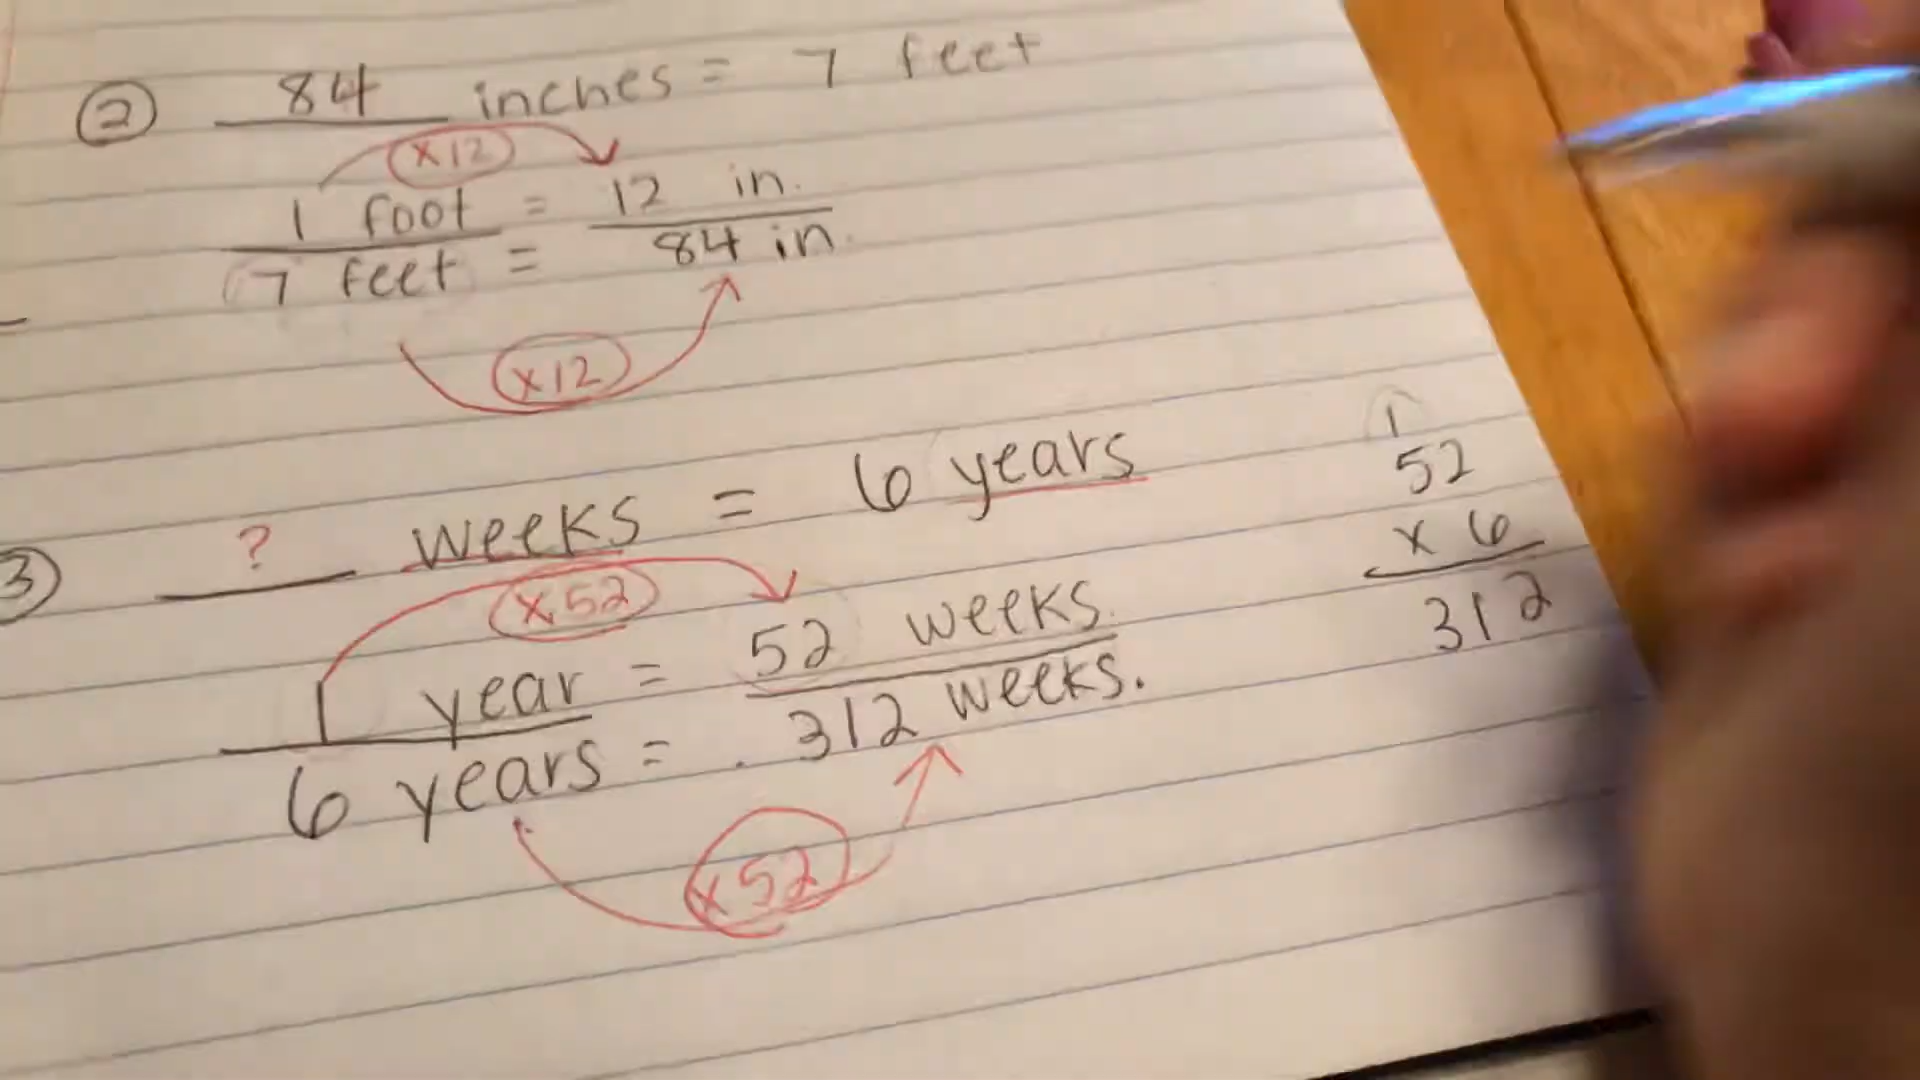 ② 84 inches = 7 feet
x12
1 foot = 12 in.
7 feet = 84 in.
x12
③ ? weeks = 6 years
x52
1 year = 52 weeks.
6 years = 312 weeks.
x52
1
52
x 6
312